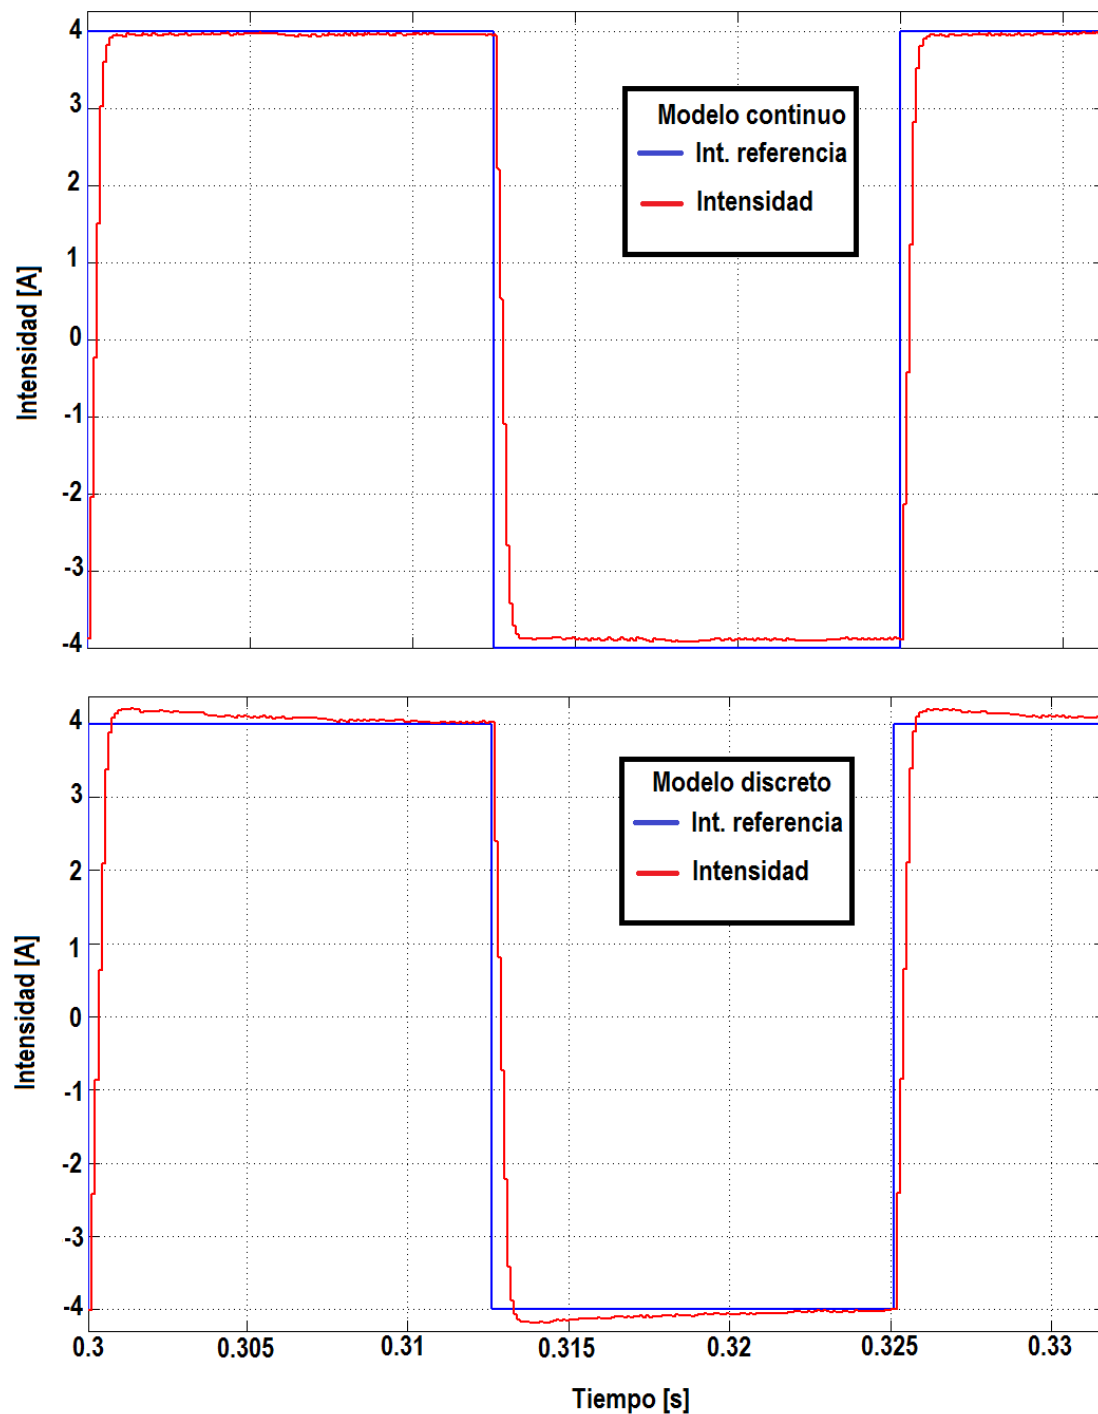 4
3
2
1
0
-1
-2
-3
-4
Intensidad [A]
Modelo continuo
Int. referencia
Intensidad
4
3
2
1
0
-1
-2
-3
-4
Intensidad [A]
Modelo discreto
Int. referencia
Intensidad
0.3 0.305 0.31 0.315 0.32 0.325 0.33
Tiempo [s]